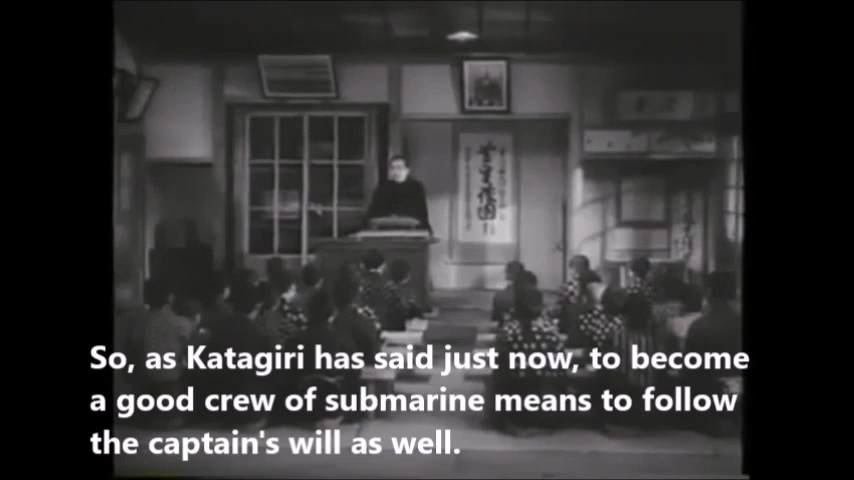 So, as Katagiri has said just now, to become
a good crew of submarine means to follow
the captain's will as well.